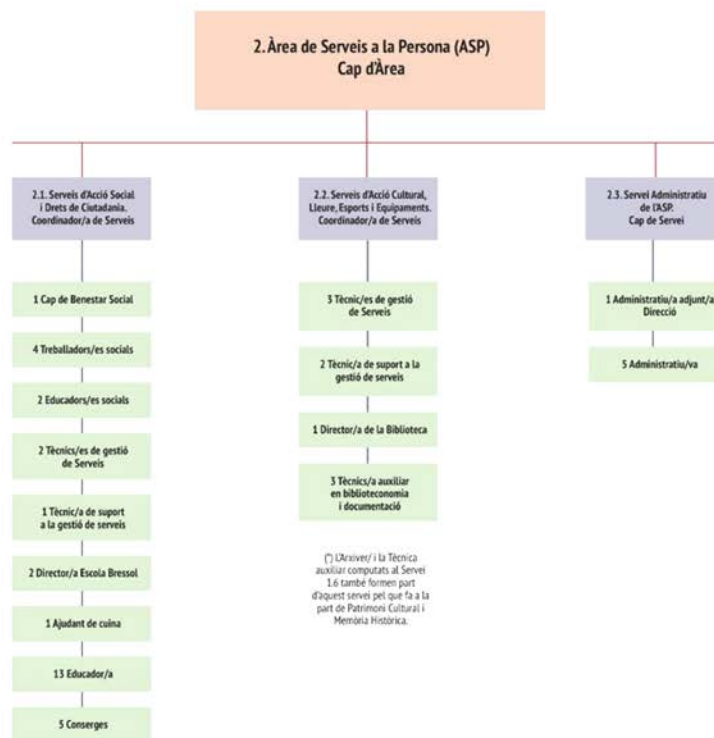 2. Àrea de Serveis a la Persona (ASP)
Cap d'Àrea
2.1. Serveis d'Acció Social
i Drets de Ciutadania.
Coordinador/a de Serveis
1 Cap de Benestar Social
4 Treballadors/es socials
2 Educadors/es socials
2 Tècnics/es de gestió
de Serveis
1 Tècnic/a de suport
a la gestió de serveis
2 Director/a Escola Bressol
1 Ajudant de cuina
13 Educador/a
5 Conserges
2.2. Serveis d'Acció Cultural,
Lleure, Esports i Equipaments.
Coordinador/a de Serveis
3 Tècnic/es de gestió
de Serveis
2 Tècnic/a de suport a la
gestió de serveis
1 Director/a de la Biblioteca
3 Tècnics/a auxiliar
en biblioteconomia
i documentació
(*) L'Arxiver/ i la Tècnica
auxiliar computats al Servei
1.6 també formen part
d'aquest servei pel que fa a la
part de Patrimoni Cultural i
Memòria Històrica.
2.3. Servei Administratiu
de l'ASP.
Cap de Servei
1 Administratiu/a adjunt/a
Direcció
5 Administratiu/va